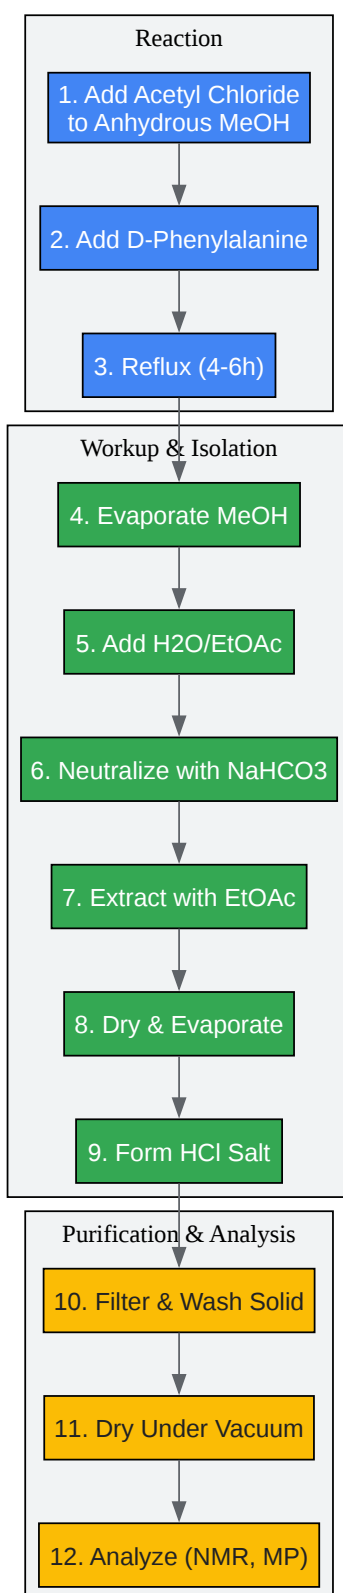 Reaction
1. Add Acetyl Chloride
to Anhydrous MeOH
2. Add D-Phenylalanine
3. Reflux (4-6h)
Workup & Isolation
4. Evaporate MeOH
5. Add H2O/EtOAc
6. Neutralize with NaHCO3
7. Extract with EtOAc
8. Dry & Evaporate
9. Form HCl Salt
Purification & Analysis
10. Filter & Wash Solid
11. Dry Under Vacuum
12. Analyze (NMR, MP)